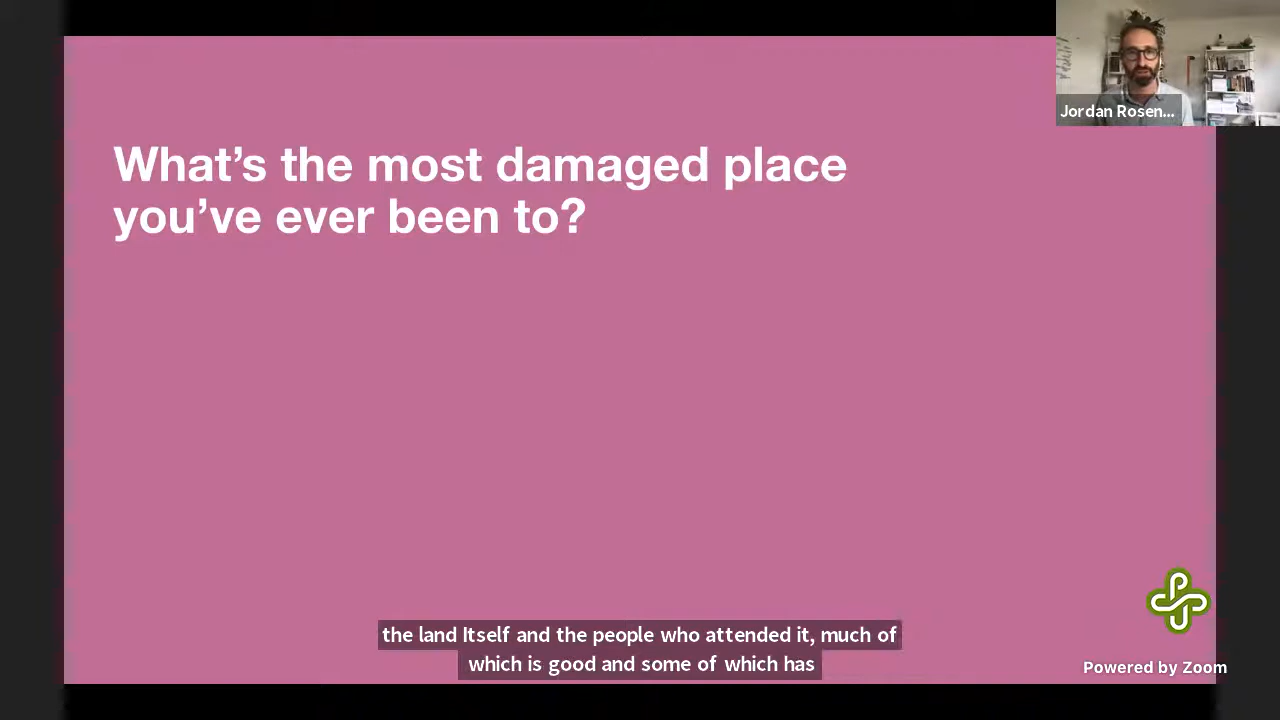 What's the most damaged place
you've ever been to?
Jordan Rosen...
the land Itself and the people who attended it, much of
which is good and some of which has
Powered by Zoom